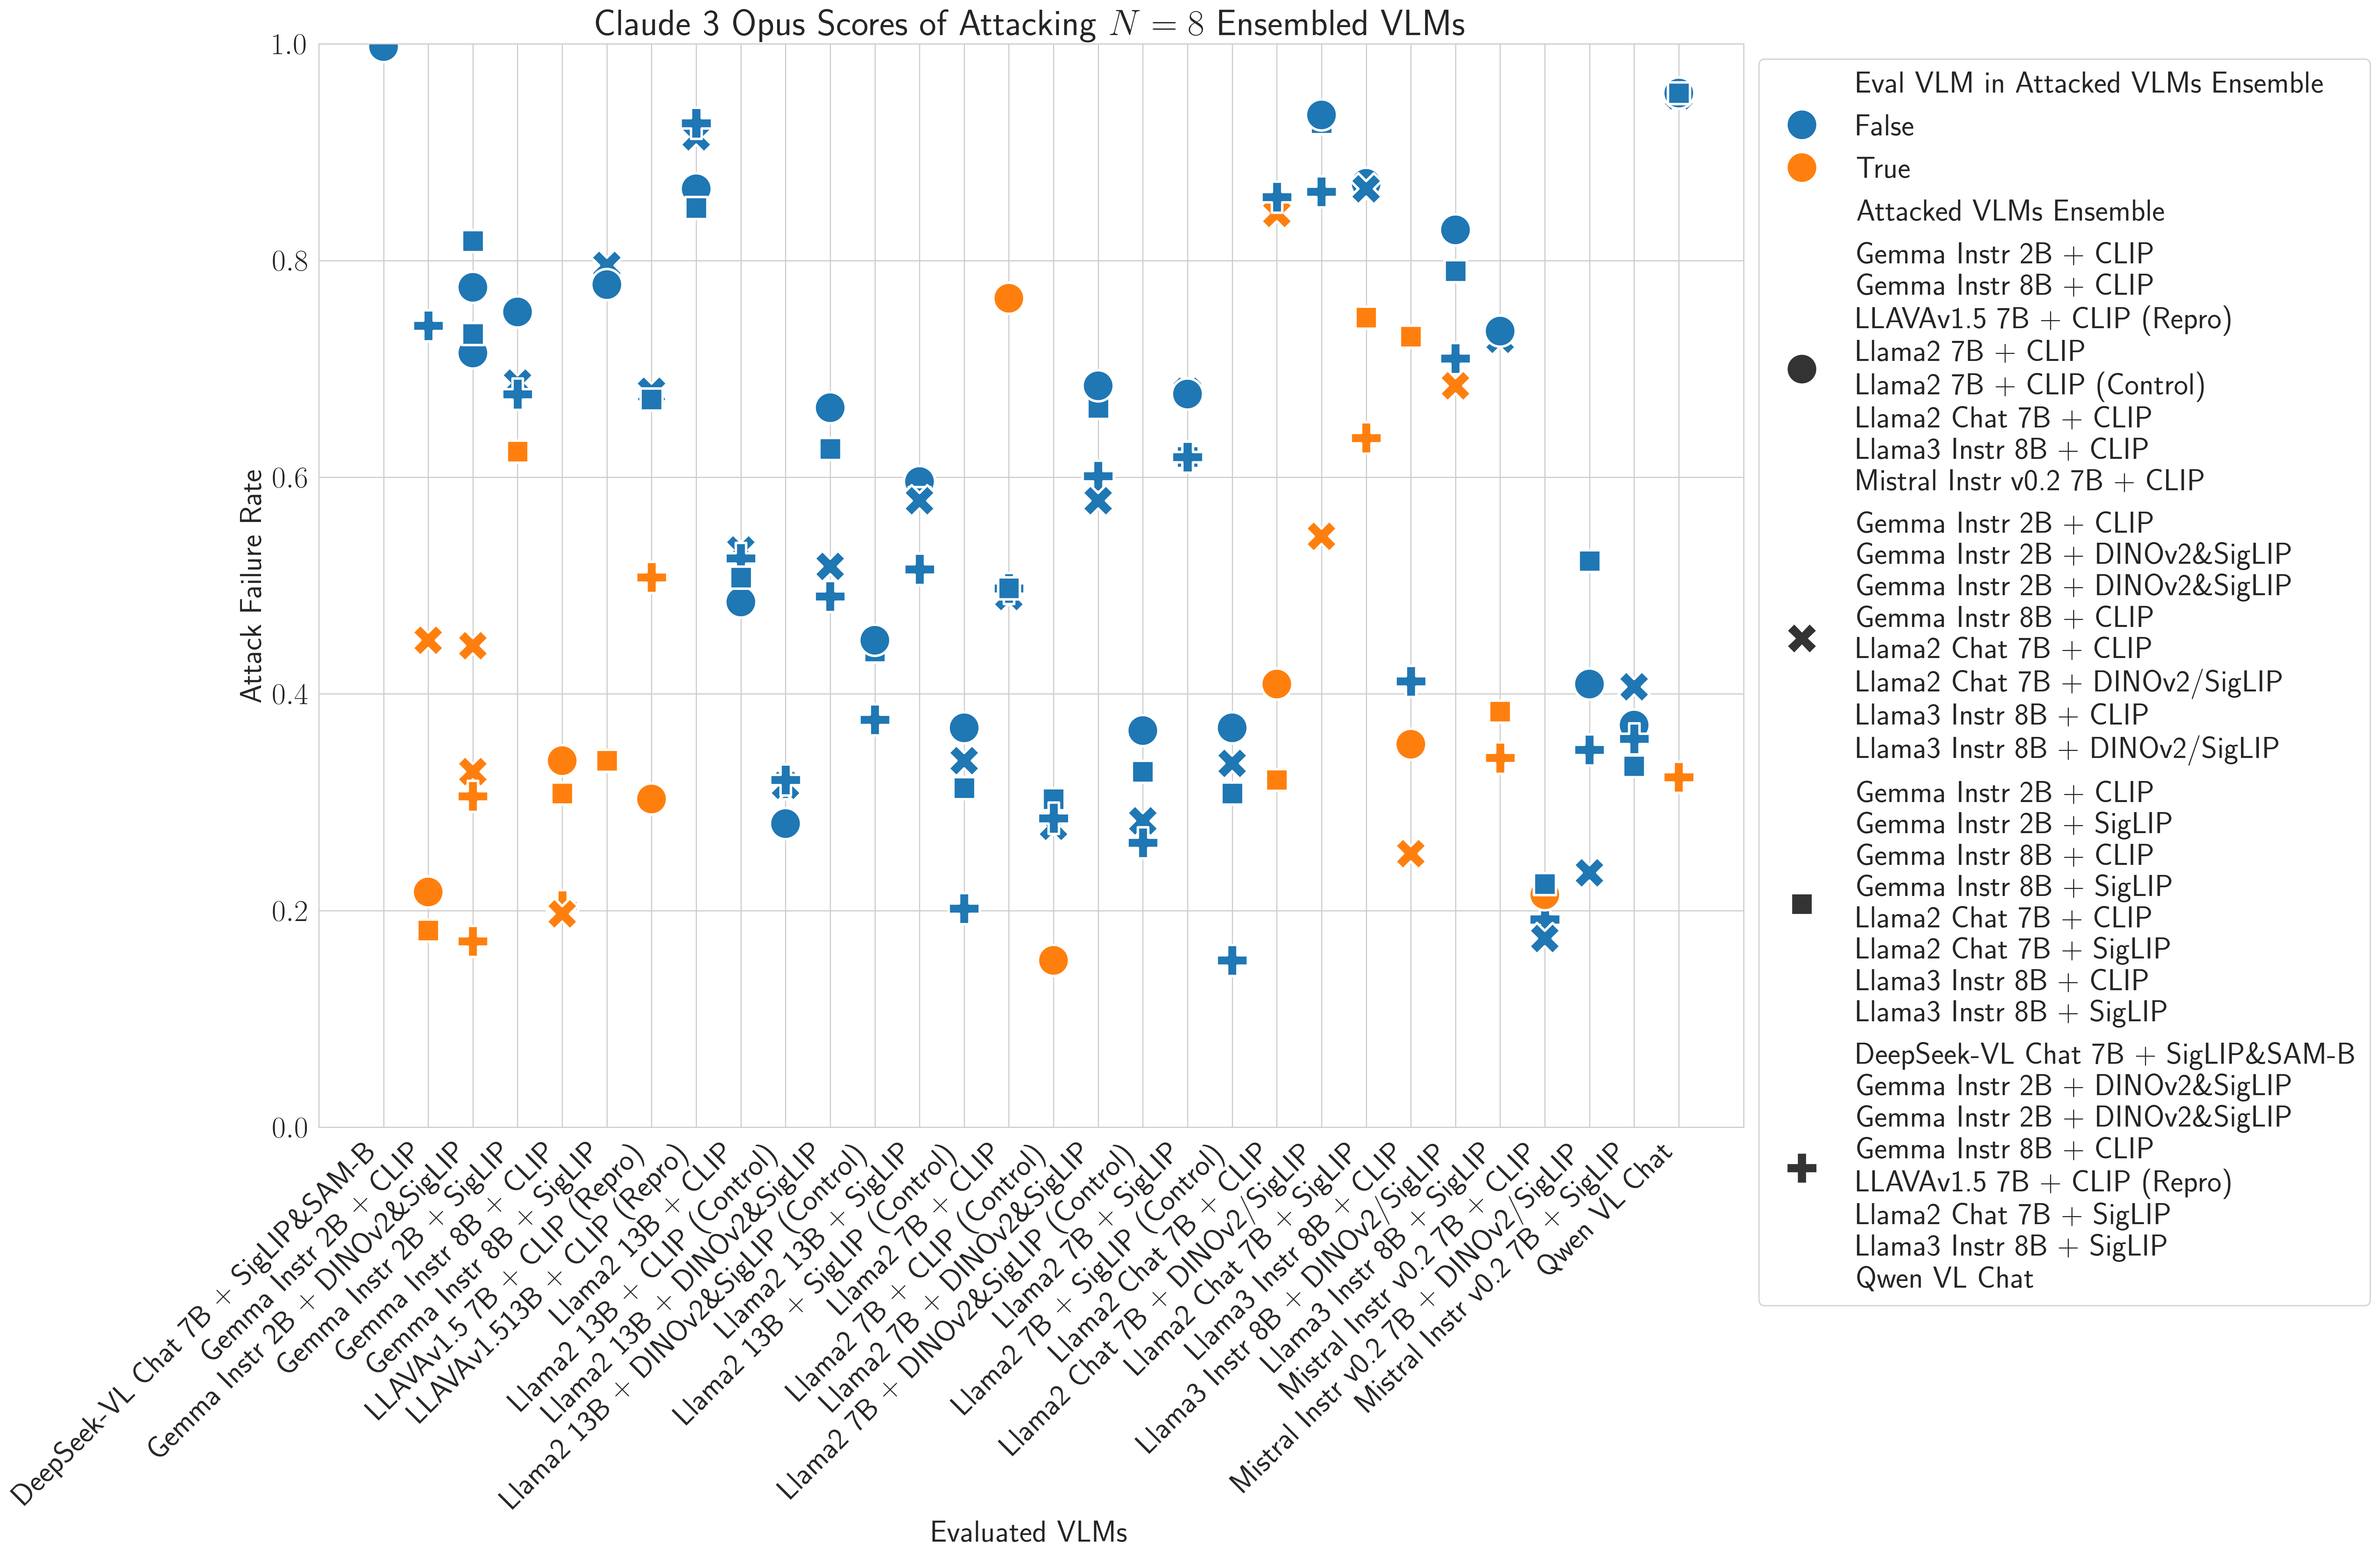 Claude 3 Opus Scores of Attacking N = 8 Ensembled VLMs
1.0
0.8
0.6
0.4
0.2
0.0
Attack Failure Rate
DeepSeek-VL Chat 7B + SigLIP&SAM-B
Gemma Instr 2B + CLIP
Gemma Instr 2B + DINOv2&SigLIP
Gemma Instr 2B + SigLIP
Gemma Instr 8B + CLIP
Gemma Instr 8B + SigLIP
LLAVAv1.5 7B + CLIP (Repro)
LLAVAv1.513B + CLIP (Repro)
Llama2 13B + CLIP
Llama2 13B + CLIP (Control)
Llama2 13B + DINOv2&SigLIP
Llama2 13B + DINOv2&SigLIP (Control)
Llama2 13B + SigLIP
Llama2 13B + SigLIP (Control)
Llama2 7B + CLIP
Llama2 7B + CLIP (Control)
Llama2 7B + DINOv2&SigLIP
Llama2 7B + DINOv2&SigLIP (Control)
Llama2 7B + SigLIP
Llama2 7B + SigLIP (Control)
Llama2 Chat 7B + CLIP
Llama2 Chat 7B + DINOv2/SigLIP
Llama2 Chat 7B + SigLIP
Llama3 Instr 8B + CLIP
Llama3 Instr 8B + DINOv2/SigLIP
Llama3 Instr 8B + SigLIP
Mistral Instr v0.2 7B + CLIP
Mistral Instr v0.2 7B + DINOv2/SigLIP
Mistral Instr v0.2 7B + SigLIP
Qwen VL Chat
Evaluated VLMs
Eval VLM in Attacked VLMs Ensemble
False
True
Attacked VLMs Ensemble
Gemma Instr 2B + CLIP
Gemma Instr 8B + CLIP
LLAVAv1.5 7B + CLIP (Repro)
Llama2 7B + CLIP
Llama2 7B + CLIP (Control)
Llama2 Chat 7B + CLIP
Llama3 Instr 8B + CLIP
Mistral Instr v0.2 7B + CLIP
Gemma Instr 2B + CLIP
Gemma Instr 2B + DINOv2&SigLIP
Gemma Instr 2B + DINOv2&SigLIP
Gemma Instr 8B + CLIP
Llama2 Chat 7B + CLIP
Llama2 Chat 7B + DINOv2/SigLIP
Llama3 Instr 8B + CLIP
Llama3 Instr 8B + DINOv2/SigLIP
Gemma Instr 2B + CLIP
Gemma Instr 2B + SigLIP
Gemma Instr 8B + CLIP
Gemma Instr 8B + SigLIP
Llama2 Chat 7B + CLIP
Llama2 Chat 7B + SigLIP
Llama3 Instr 8B + CLIP
Llama3 Instr 8B + SigLIP
DeepSeek-VL Chat 7B + SigLIP&SAM-B
Gemma Instr 2B + DINOv2&SigLIP
Gemma Instr 2B + DINOv2&SigLIP
Gemma Instr 8B + CLIP
LLAVAv1.5 7B + CLIP (Repro)
Llama2 Chat 7B + SigLIP
Llama3 Instr 8B + SigLIP
Qwen VL Chat